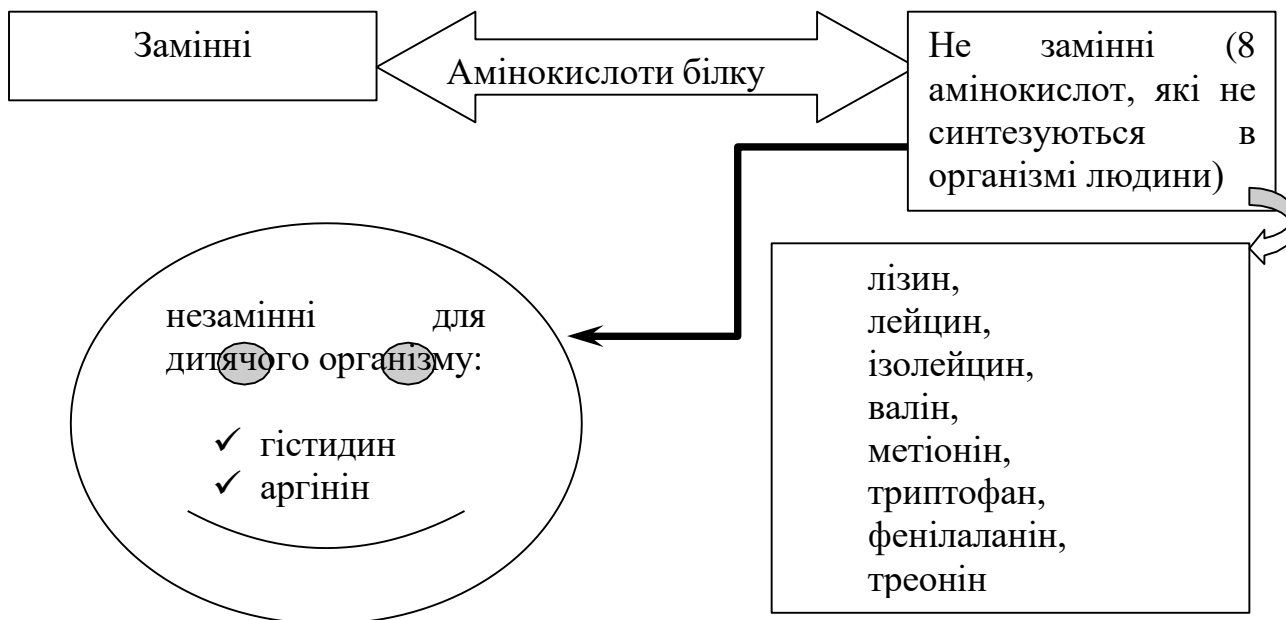 Замінні
Амінокислоти білку
Не замінні (8
амінокислот, які не
синтезуються в
організмі людини)
незамінні для
дитячого організму:
✓ гістидин
✓ аргінін
лізин,
лейцин,
ізолейцин,
валін,
метіонін,
триптофан,
фенілаланін,
треонін